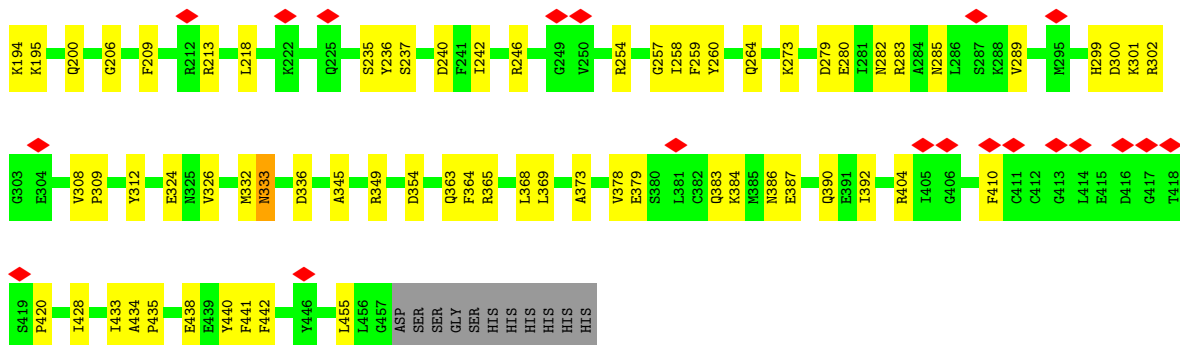 K194 K195 Q200 G206 F209 R212 R213 L218 K222 Q225 S235 Y236 S237 D240 F241 I242 R246 G249 V250 R254 G257 I258 F259 Y260 Q264 K273 D279 E280 I281 N282 R283 A284 N285 L286 S287 K288 V289 M295 H299 D300 K301 R302
G303 E304 V308 P309 Y312 E324 N325 V326 M332 N333 D336 A345 R349 D354 Q363 F364 R365 L368 L369 A373 V378 E379 S380 L381 C382 Q383 K384 M385 N386 E387 Q390 E391 I392 R404 I405 G406 F410 C411 C412 G413 L414 E415 D416 G417 T418
S419 P420 I428 I433 A434 P435 E438 E439 Y440 F441 F442 Y446 L455 L456 G457 ASP SER SER GLY SER HIS HIS HIS HIS HIS HIS